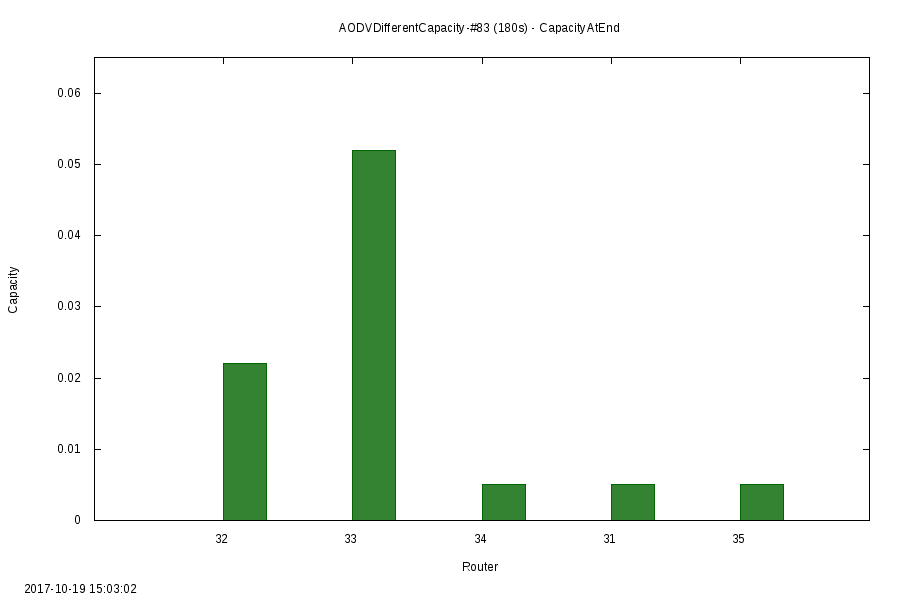 AODVDifferentCapacity-#83 (180s) - CapacityAtEnd
0.06
0.05
0.04
0.03
0.02
0.01
0
Capacity
32 33 34 31 35
Router
2017-10-19 15:03:02